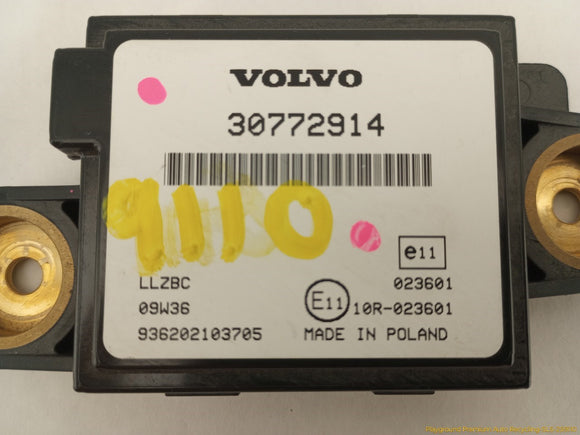 VOLVO
30772914
9110
e11
LLZBC 023601
09W36 E11 10R-023601
936202103705 MADE IN POLAND